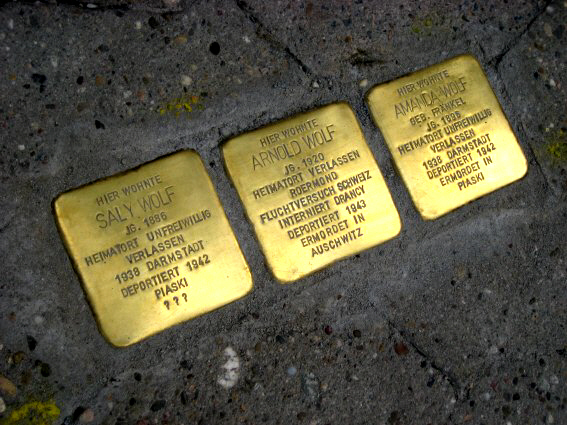 HIER WOHNTE
SALY WOLF
JG. 1886
HEIMATORT UNFREIWILLIG
VERLASSEN
1938 DARMSTADT
DEPORTIERT 1942
PIASKI
? ? ?
HIER WOHNTE
ARNOLD WOLF
JG. 1920
HEIMATORT VERLASSEN
ROERMOND
FLUCHTVERSUCH SCHWEIZ
INTERNIERT DRANCY
DEPORTIERT 1943
ERMORDET IN
AUSCHWITZ
HIER WOHNTE
AMANDA WOLF
GEB. FRÄNKEL
JG.
HEIMATORT UNFREIWILLIG
VERLASSEN
1938 DARMSTADT
DEPORTIERT 1942
ERMORDET IN
PIASKI